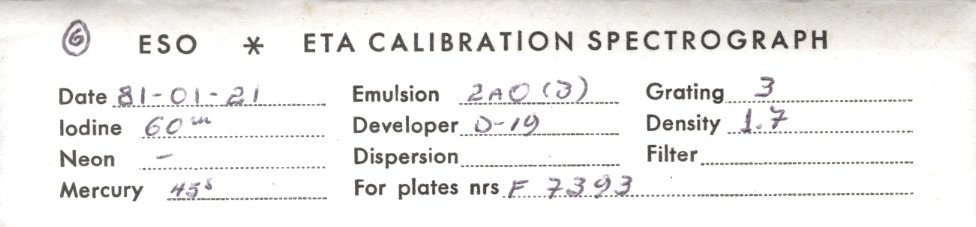 6 ESO * ETA CALIBRATION SPECTROGRAPH
Date 81-01-21 Emulsion 2AO (3) Grating 3
Iodine 60m Developer D-19 Density 1.7
Neon - Dispersion Filter
Mercury 45s For plates nrs F 7393